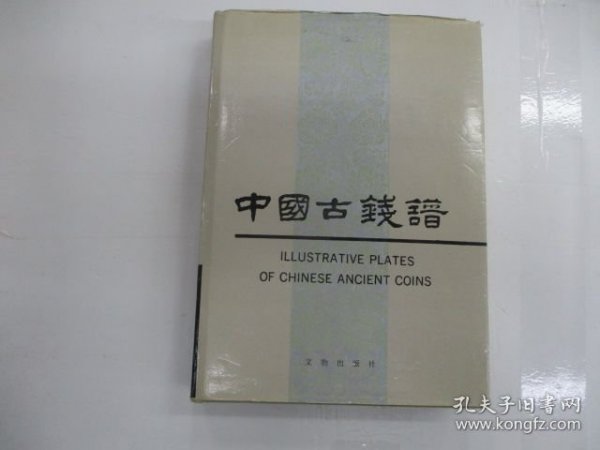 中國古錢譜
ILLUSTRATIVE PLATES
OF CHINESE ANCIENT COINS
文物出版社
孔夫子旧書网
www.kongfz.com